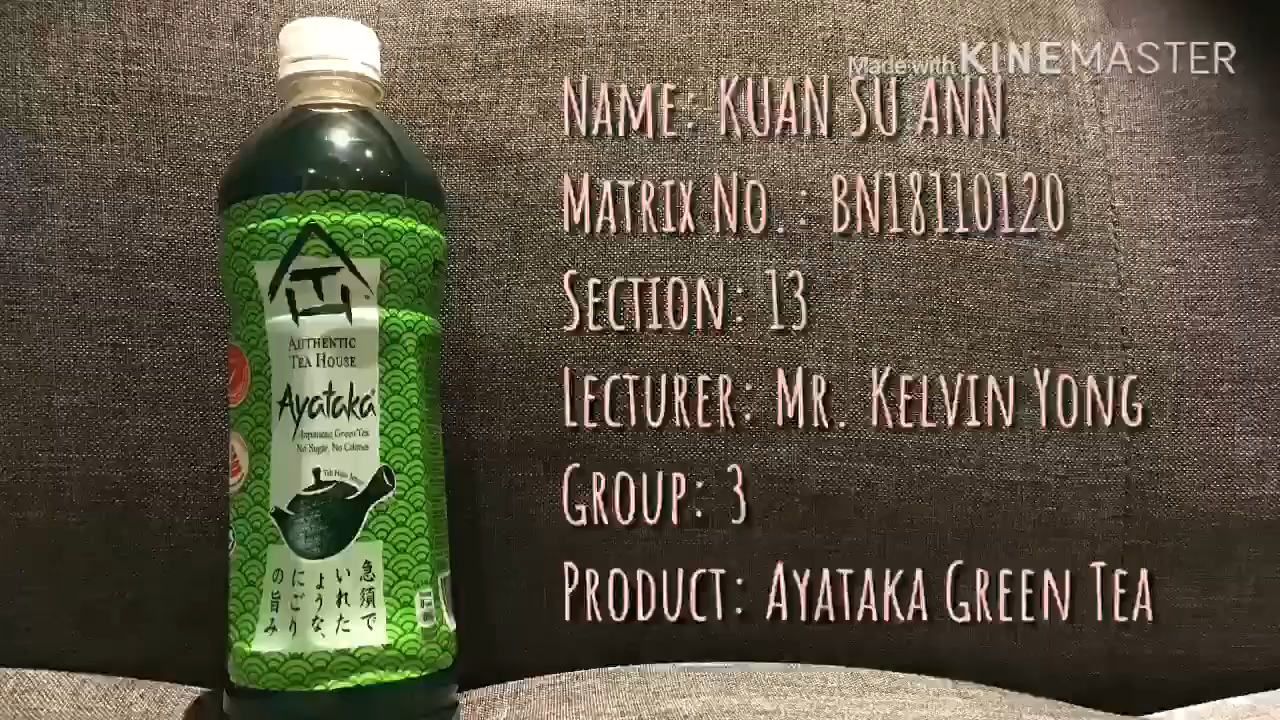 Made with KINEMASTER
NAME: KUAN SU ANN
MATRIX NO. : BN18110120
SECTION: 13
LECTURER: MR. KELVIN YONG
GROUP: 3
PRODUCT: AYATAKA GREEN TEA
AUTHENTIC
TEA HOUSE
Ayataka
Japanese Green Tea
No Sugar, No Calories
Teh Hijau
急須で
いれた
ような、
にごり
の旨み